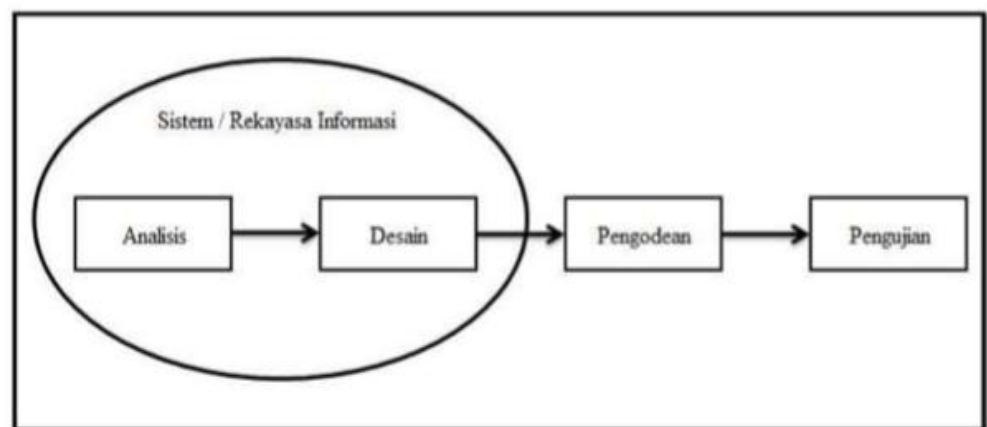 Sistem / Rekayasa Informasi
Analisis
Desain
Pengodean
Pengujian